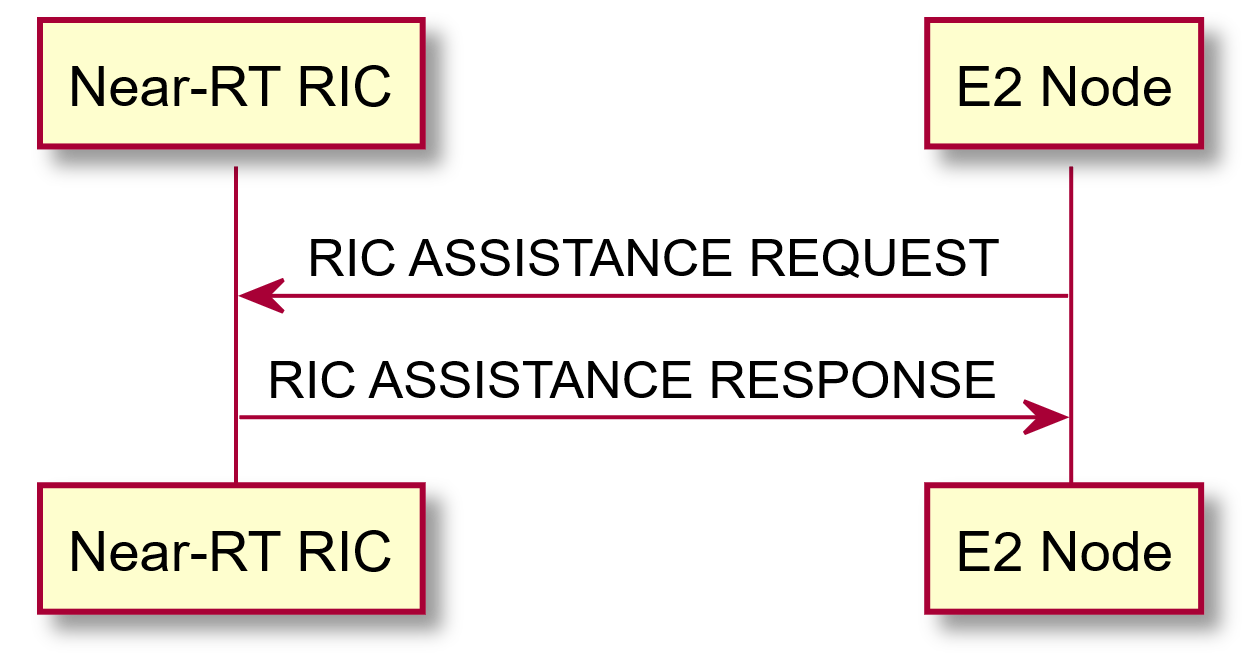 Near-RT RIC
E2 Node
RIC ASSISTANCE REQUEST
RIC ASSISTANCE RESPONSE
Near-RT RIC
E2 Node